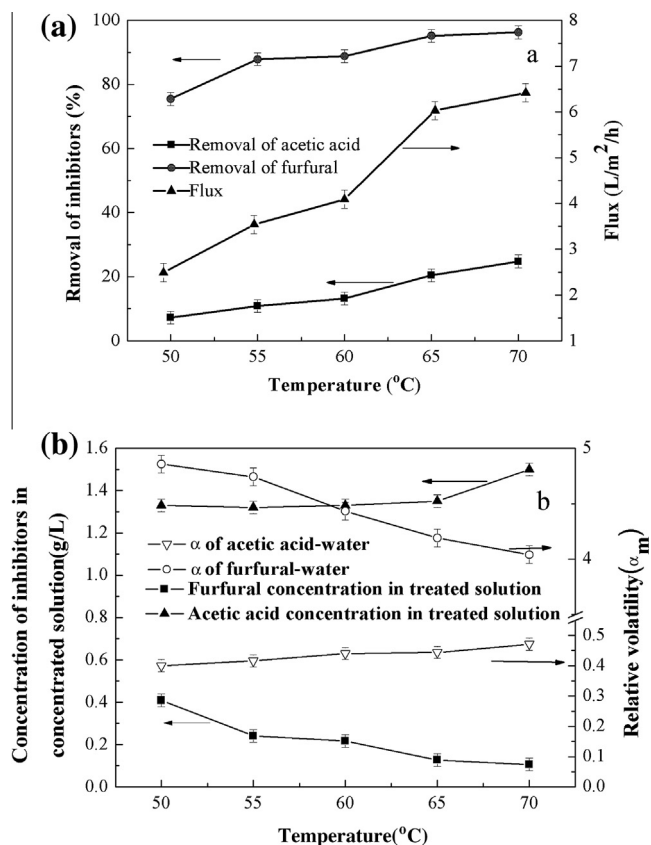 (a)
a
100
80
60
40
20
0
Rmoval of inhibitors (%)
8
7
6
5
4
3
2
1
Flux (L/m²/h)
Removal of acetic acid
Removal of furfural
Flux
50 55 60 65 70
Temperature (°C)
(b)
b
1.6
1.4
1.2
1.0
0.8
0.6
0.4
0.2
0.0
Concentration of inhibitors in
concentrated solution(g/L)
5
4
0.5
0.4
0.3
0.2
0.1
0.0
Relative volatility(αm)
α of acetic acid-water
α of furfural-water
Furfural concentration in treated solution
Acetic acid concentration in treated solution
50 55 60 65 70
Temperature(°C)